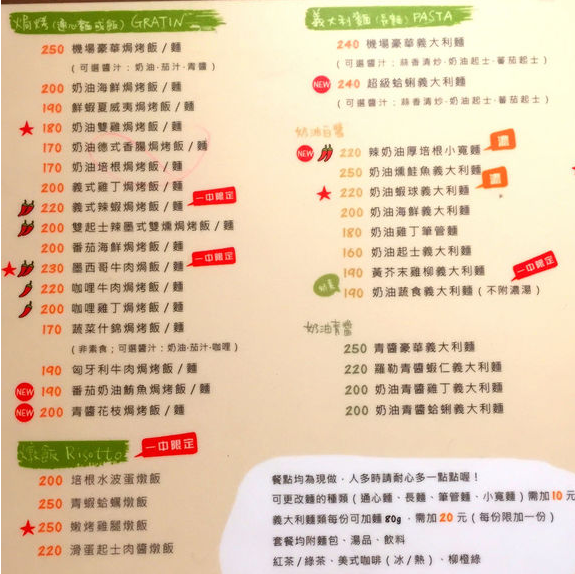 焗烤(通心麵或飯) GRATIN
250 機場豪華焗烤飯/麵
(可選醬汁:奶油‧茄汁‧青醬)
200 奶油海鮮焗烤飯/麵
190 鮮蝦夏威夷焗烤飯/麵
180 奶油雙雞焗烤飯/麵
170 奶油德式香腸焗烤飯/麵
170 奶油培根焗烤飯/麵
200 義式雞丁焗烤飯/麵
220 義式辣蝦焗烤飯/麵 一中限定
200 雙起士辣墨式雙燻焗烤飯/麵
200 番茄海鮮焗烤飯/麵
230 墨西哥牛肉焗飯/麵 一中限定
220 咖哩牛肉焗烤飯/麵
200 咖哩雞丁焗烤飯/麵
170 蔬菜什錦焗烤飯/麵
(非素食;可選醬汁:奶油‧茄汁‧咖哩)
190 匈牙利牛肉焗烤飯/麵
NEW 190 番茄奶油鮪魚焗烤飯/麵
NEW 200 青醬花枝焗烤飯/麵
燉飯 Risotto 一中限定
200 培根水波蛋燉飯
250 青蝦蛤蠣燉飯
250 嫩烤雞腿燉飯
220 滑蛋起士肉醬燉飯
義大利麵(長麵) PASTA
240 機場豪華義大利麵
(可選醬汁:蒜香清炒‧奶油起士‧蕃茄起士)
NEW 240 超級蛤蜊義大利麵
(可選醬汁:蒜香清炒‧奶油起士‧蕃茄起士)
奶油白醬
NEW 220 辣奶油厚培根小寬麵 濃
250 奶油燻鮭魚義大利麵
220 奶油蝦球義大利麵 濃
200 奶油海鮮義大利麵
180 奶油雞丁筆管麵
160 奶油起士義大利麵
190 黃芥末雞柳義大利麵 一中限定
奶素 190 奶油蔬食義大利麵(不附濃湯)
奶油青醬
250 青醬豪華義大利麵
220 羅勒青醬蝦仁義大利麵
200 奶油青醬雞丁義大利麵
200 奶油青醬蛤蜊義大利麵
餐點均為現做,人多時請耐心多一點點喔!
可更改麵的種類(通心麵、長麵、筆管麵、小寬麵)需加10元
義大利麵類每份可加麵80g,需加20元(每份限加一份)
套餐均附麵包、湯品、飲料
紅茶/綠茶、美式咖啡(冰/熱)、柳橙綠